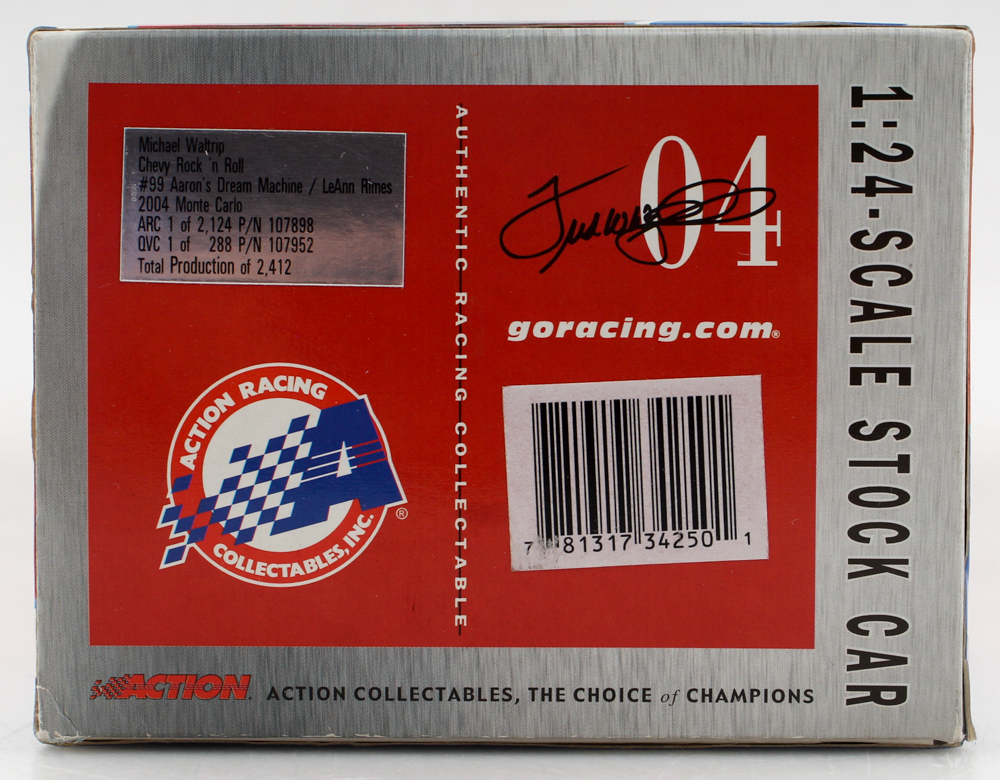 Michael Waltrip
Chevy Rock 'n Roll
#99 Aaron's Dream Machine / LeAnn Rimes
2004 Monte Carlo
ARC 1 of 2,124 P/N 107898
QVC 1 of 288 P/N 107952
Total Production of 2,412
ACTION RACING
COLLECTABLES, INC.
®
AUTHENTIC RACING COLLECTABLE
04
goracing.com®
7 81317 34250 1
1:24-SCALE STOCK CAR
ACTION
ACTION COLLECTABLES, THE CHOICE of CHAMPIONS